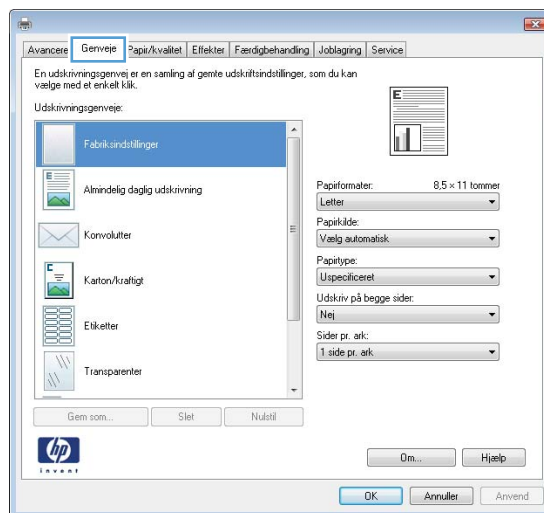 Avancere Genveje Papir/kvalitet Effekter Færdigbehandling Joblagring Service
En udskrivningsgenvej er en samling af gemte udskriftsindstillinger, som du kan
vælge med et enkelt klik.
Udskrivningsgenveje:
Fabriksindstillinger
Almindelig daglig udskrivning
Konvolutter
Karton/kraftigt
Etiketter
Transparenter
Gem som... Slet Nulstil
E
Papirformater: 8,5 × 11 tommer
Letter
Papirkilde:
Vælg automatisk
Papirtype:
Uspecificeret
Udskriv på begge sider:
Nej
Sider pr. ark:
1 side pr. ark
hp
invent
Om... Hjælp
OK Annuller Anvend